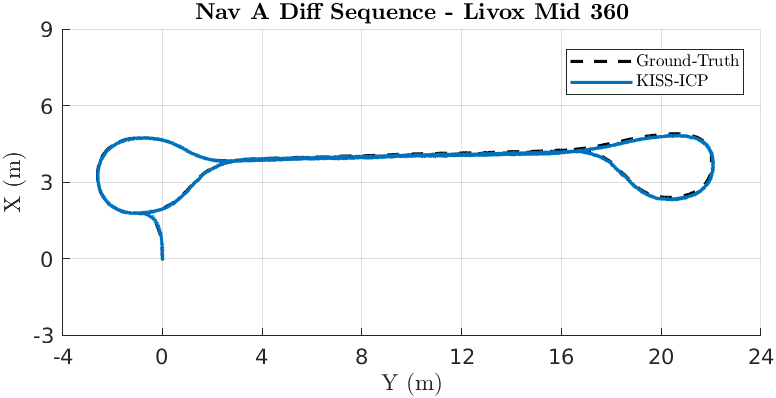 Nav A Diff Sequence - Livox Mid 360
Ground-Truth
KISS-ICP
X (m)
9
6
3
0
-3
-4 0 4 8 12 16 20 24
Y (m)